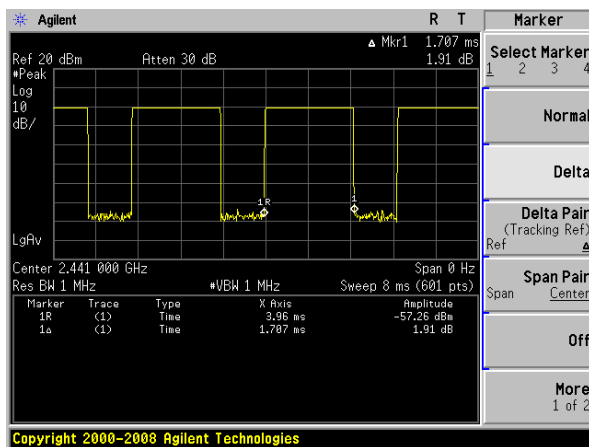 Agilent R T Marker
Δ Mkr1 1.707 ms
Ref 20 dBm Atten 30 dB 1.91 dB
#Peak
Log
10
dB/
1R 1
LgAv
Center 2.441 000 GHz Span 0 Hz
Res BW 1 MHz #VBW 1 MHz Sweep 8 ms (601 pts)
Marker Trace Type X Axis Amplitude
1R (1) Time 3.96 ms -57.26 dBm
1Δ (1) Time 1.707 ms 1.91 dB
Select Marker
1 2 3 4
Normal
Delta
Delta Pair
(Tracking Ref)
Ref Δ
Span Pair
Span Center
Off
More
1 of 2
Copyright 2000-2008 Agilent Technologies